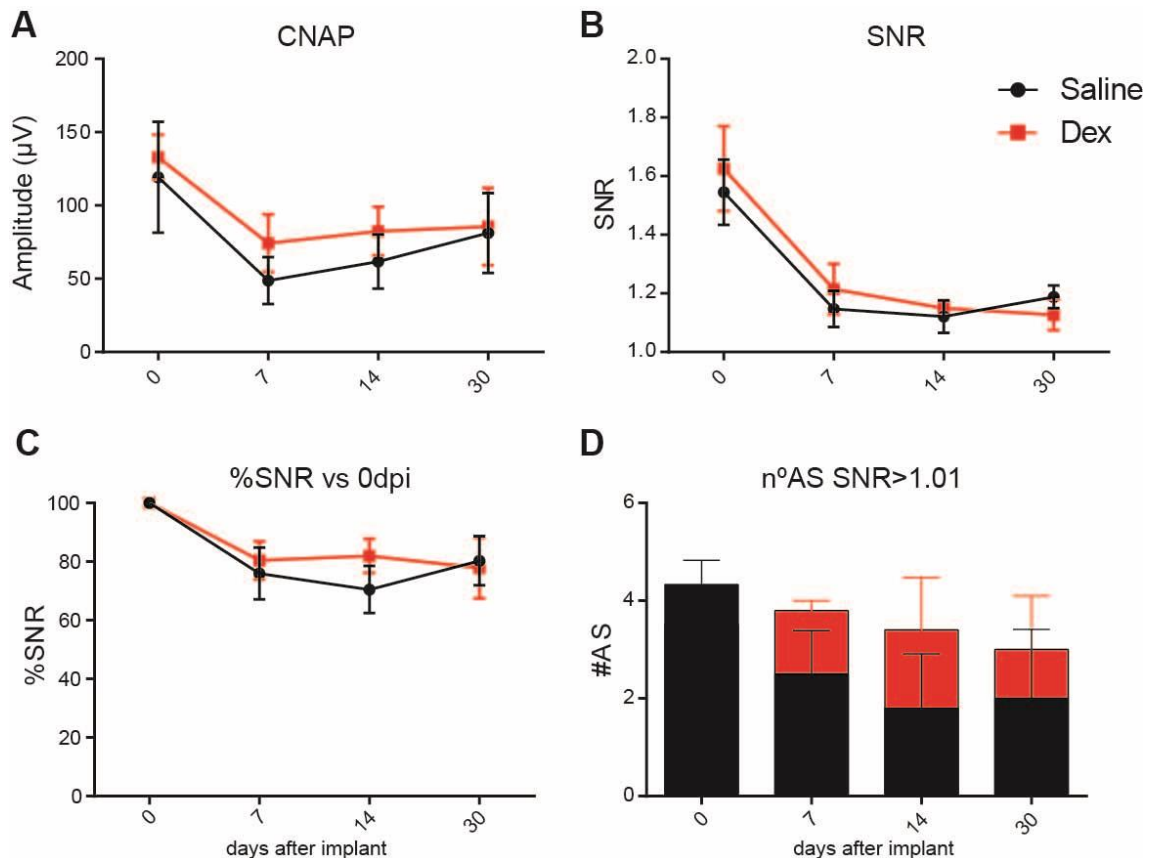 A
CNAP
Amplitude (µV)
200
150
100
50
0
0
7
14
30
B
SNR
SNR
2.0
1.8
1.6
1.4
1.2
1.0
0
7
14
30
Saline
Dex
C
%SNR vs 0dpi
%SNR
100
80
60
40
20
0
0
7
14
30
days after implant
D
nºAS SNR>1.01
#AS
6
4
2
0
0
7
14
30
days after implant